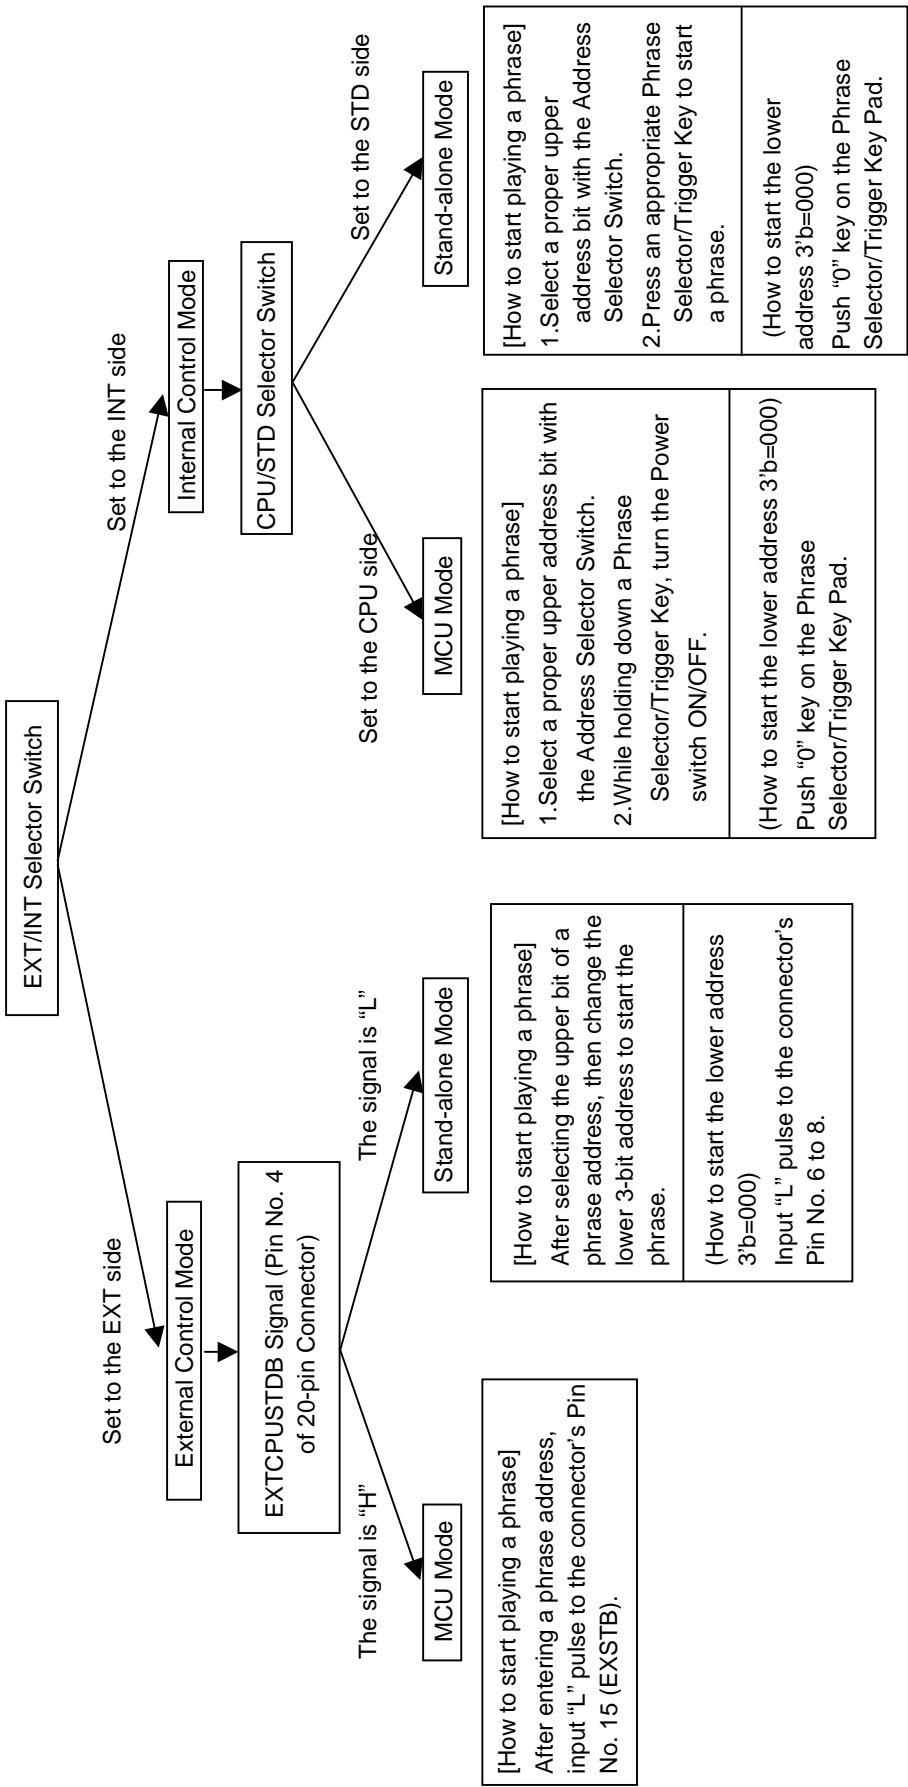 EXT/INT Selector Switch
Set to the EXT side
Set to the INT side
External Control Mode
Internal Control Mode
EXTCPUSTDB Signal (Pin No. 4
of 20-pin Connector)
CPU/STD Selector Switch
The signal is “H”
The signal is “L”
Set to the CPU side
Set to the STD side
MCU Mode
Stand-alone Mode
MCU Mode
Stand-alone Mode
[How to start playing a phrase]
After entering a phrase address,
input “L” pulse to the connector’s Pin
No. 15 (EXSTB).
[How to start playing a phrase]
After selecting the upper bit of a
phrase address, then change the
lower 3-bit address to start the
phrase.
(How to start the lower address
3’b=000)
Input “L” pulse to the connector’s
Pin No. 6 to 8.
[How to start playing a phrase]
1.Select a proper upper address bit with
the Address Selector Switch.
2.While holding down a Phrase
Selector/Trigger Key, turn the Power
switch ON/OFF.
(How to start the lower address 3’b=000)
Push “0” key on the Phrase
Selector/Trigger Key Pad.
[How to start playing a phrase]
1.Select a proper upper
address bit with the Address
Selector Switch.
2.Press an appropriate Phrase
Selector/Trigger Key to start
a phrase.
(How to start the lower
address 3’b=000)
Push “0” key on the Phrase
Selector/Trigger Key Pad.